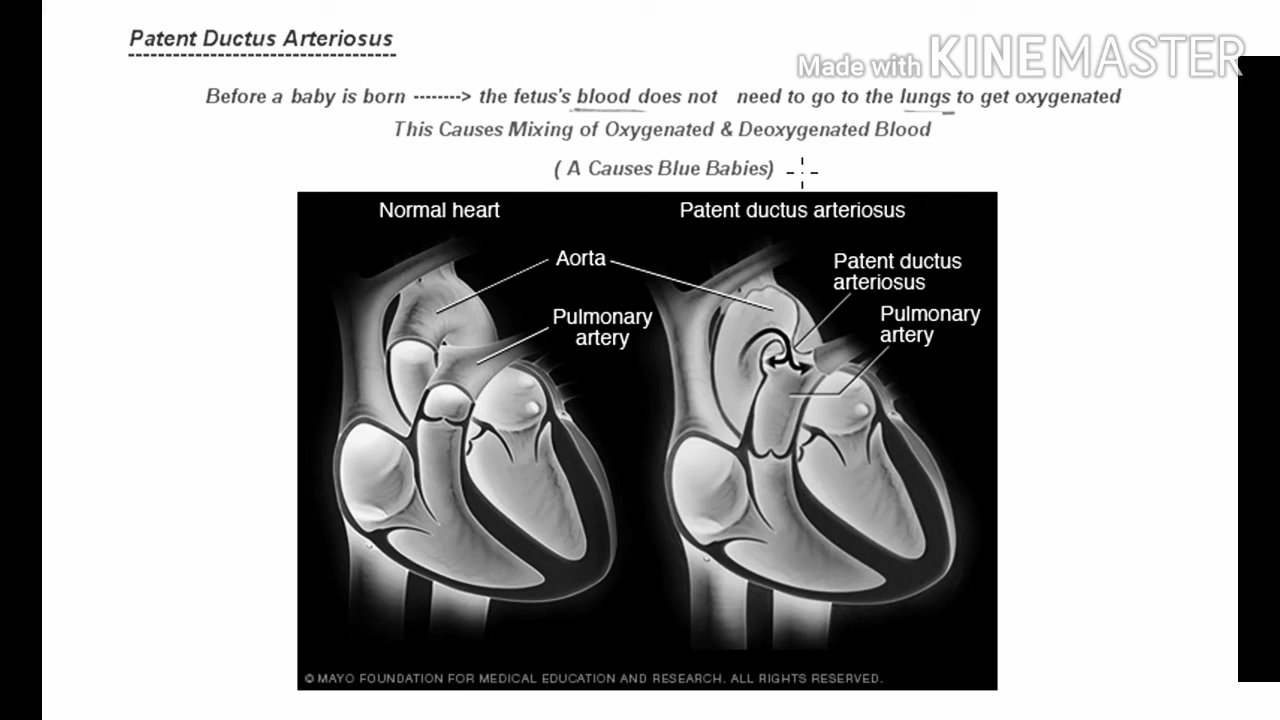 Patent Ductus Arteriosus
Made with KINEMASTER
Before a baby is born --------> the fetus's blood does not need to go to the lungs to get oxygenated
This Causes Mixing of Oxygenated & Deoxygenated Blood
( A Causes Blue Babies)
Normal heart
Patent ductus arteriosus
Aorta
Patent ductus
arteriosus
Pulmonary
artery
Pulmonary
artery
© MAYO FOUNDATION FOR MEDICAL EDUCATION AND RESEARCH. ALL RIGHTS RESERVED.